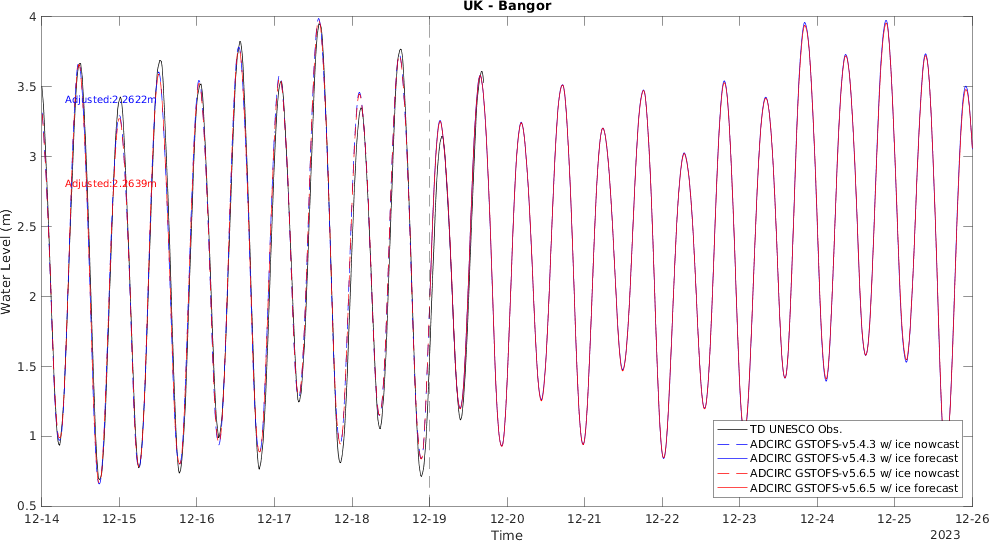 UK - Bangor
4
3.5
3
2.5
2
1.5
1
0.5
Water Level (m)
Adjusted:2.2622m
Adjusted:2.2639m
TD UNESCO Obs.
ADCIRC GSTOFS-v5.4.3 w/ ice nowcast
ADCIRC GSTOFS-v5.4.3 w/ ice forecast
ADCIRC GSTOFS-v5.6.5 w/ ice nowcast
ADCIRC GSTOFS-v5.6.5 w/ ice forecast
12-14 12-15 12-16 12-17 12-18 12-19 12-20 12-21 12-22 12-23 12-24 12-25 12-26
Time
2023